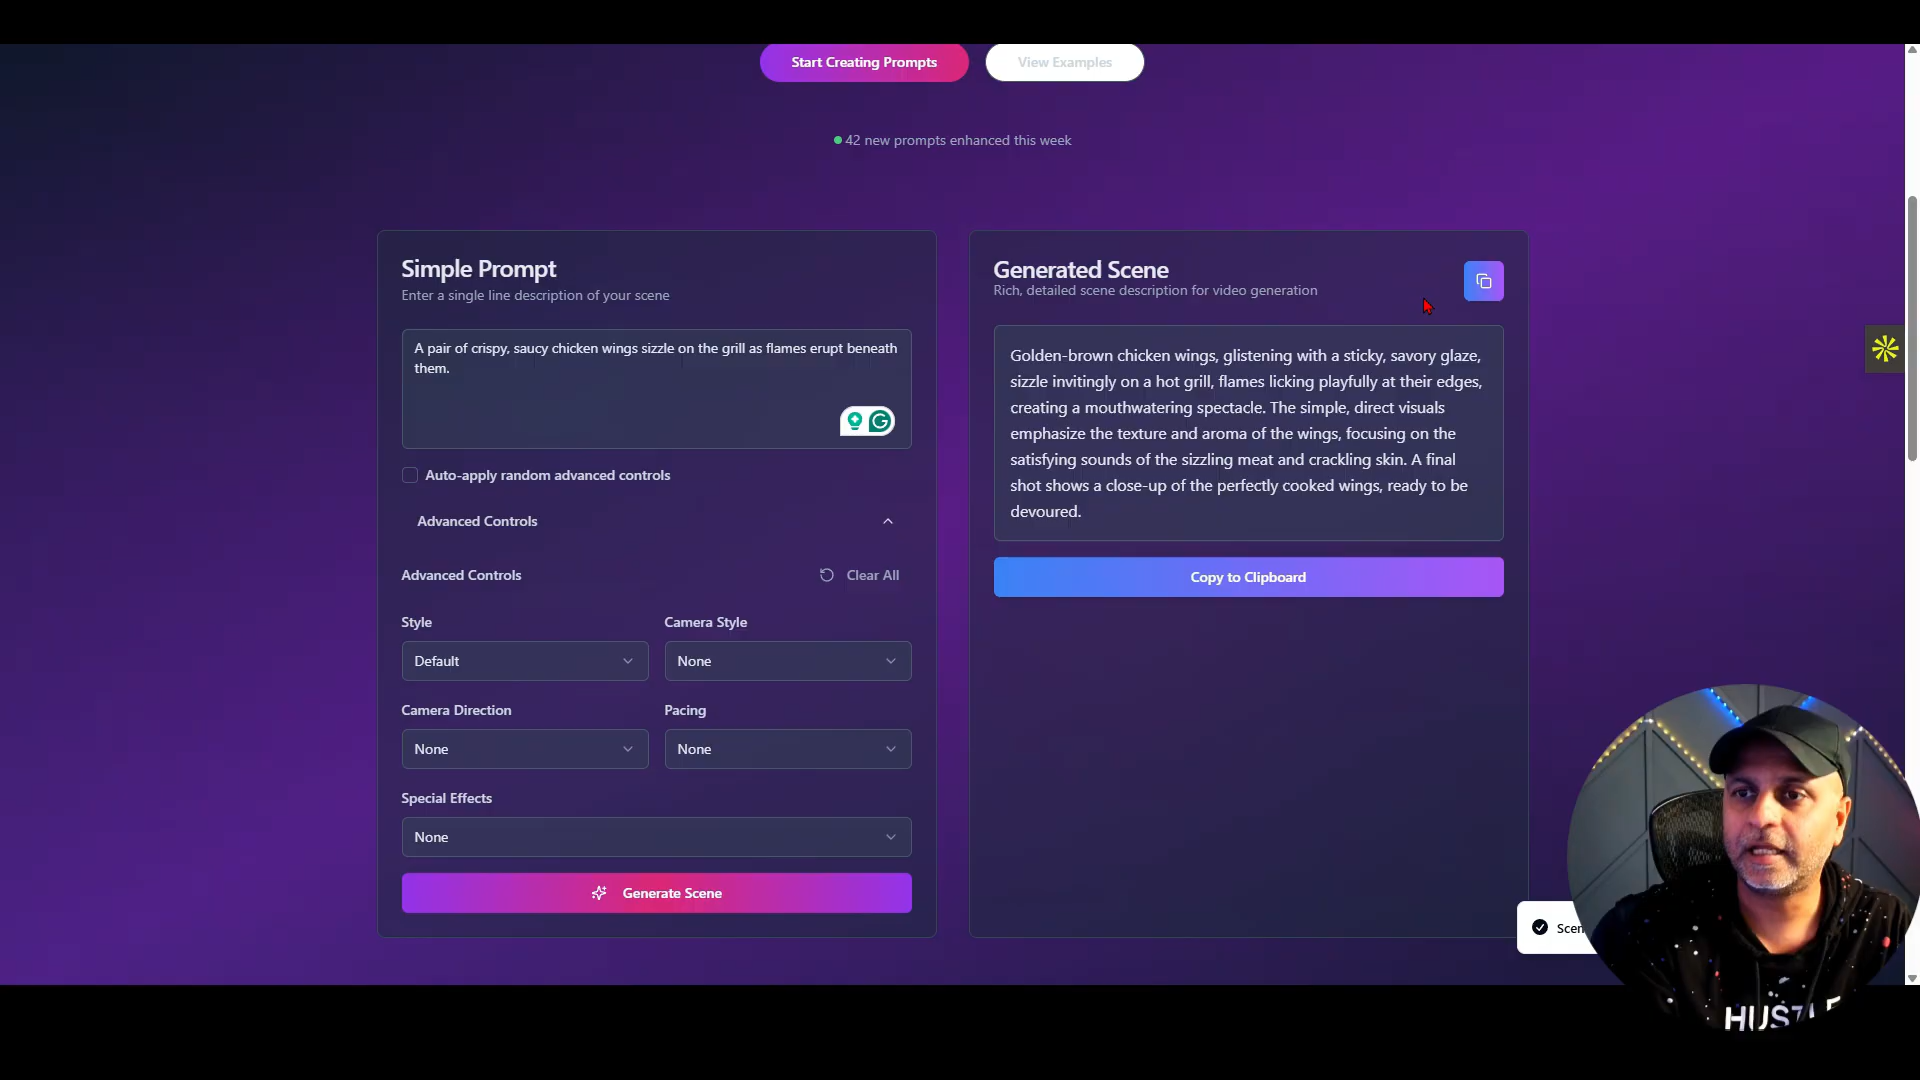 Start Creating Prompts
View Examples
42 new prompts enhanced this week
Simple Prompt
Enter a single line description of your scene
A pair of crispy, saucy chicken wings sizzle on the grill as flames erupt beneath
them.
Auto-apply random advanced controls
Advanced Controls
Advanced Controls
Clear All
Style
Camera Style
Default
None
Camera Direction
Pacing
None
None
Special Effects
None
Generate Scene
Generated Scene
Rich, detailed scene description for video generation
Golden-brown chicken wings, glistening with a sticky, savory glaze,
sizzle invitingly on a hot grill, flames licking playfully at their edges,
creating a mouthwatering spectacle. The simple, direct visuals
emphasize the texture and aroma of the wings, focusing on the
satisfying sounds of the sizzling meat and crackling skin. A final
shot shows a close-up of the perfectly cooked wings, ready to be
devoured.
Copy to Clipboard